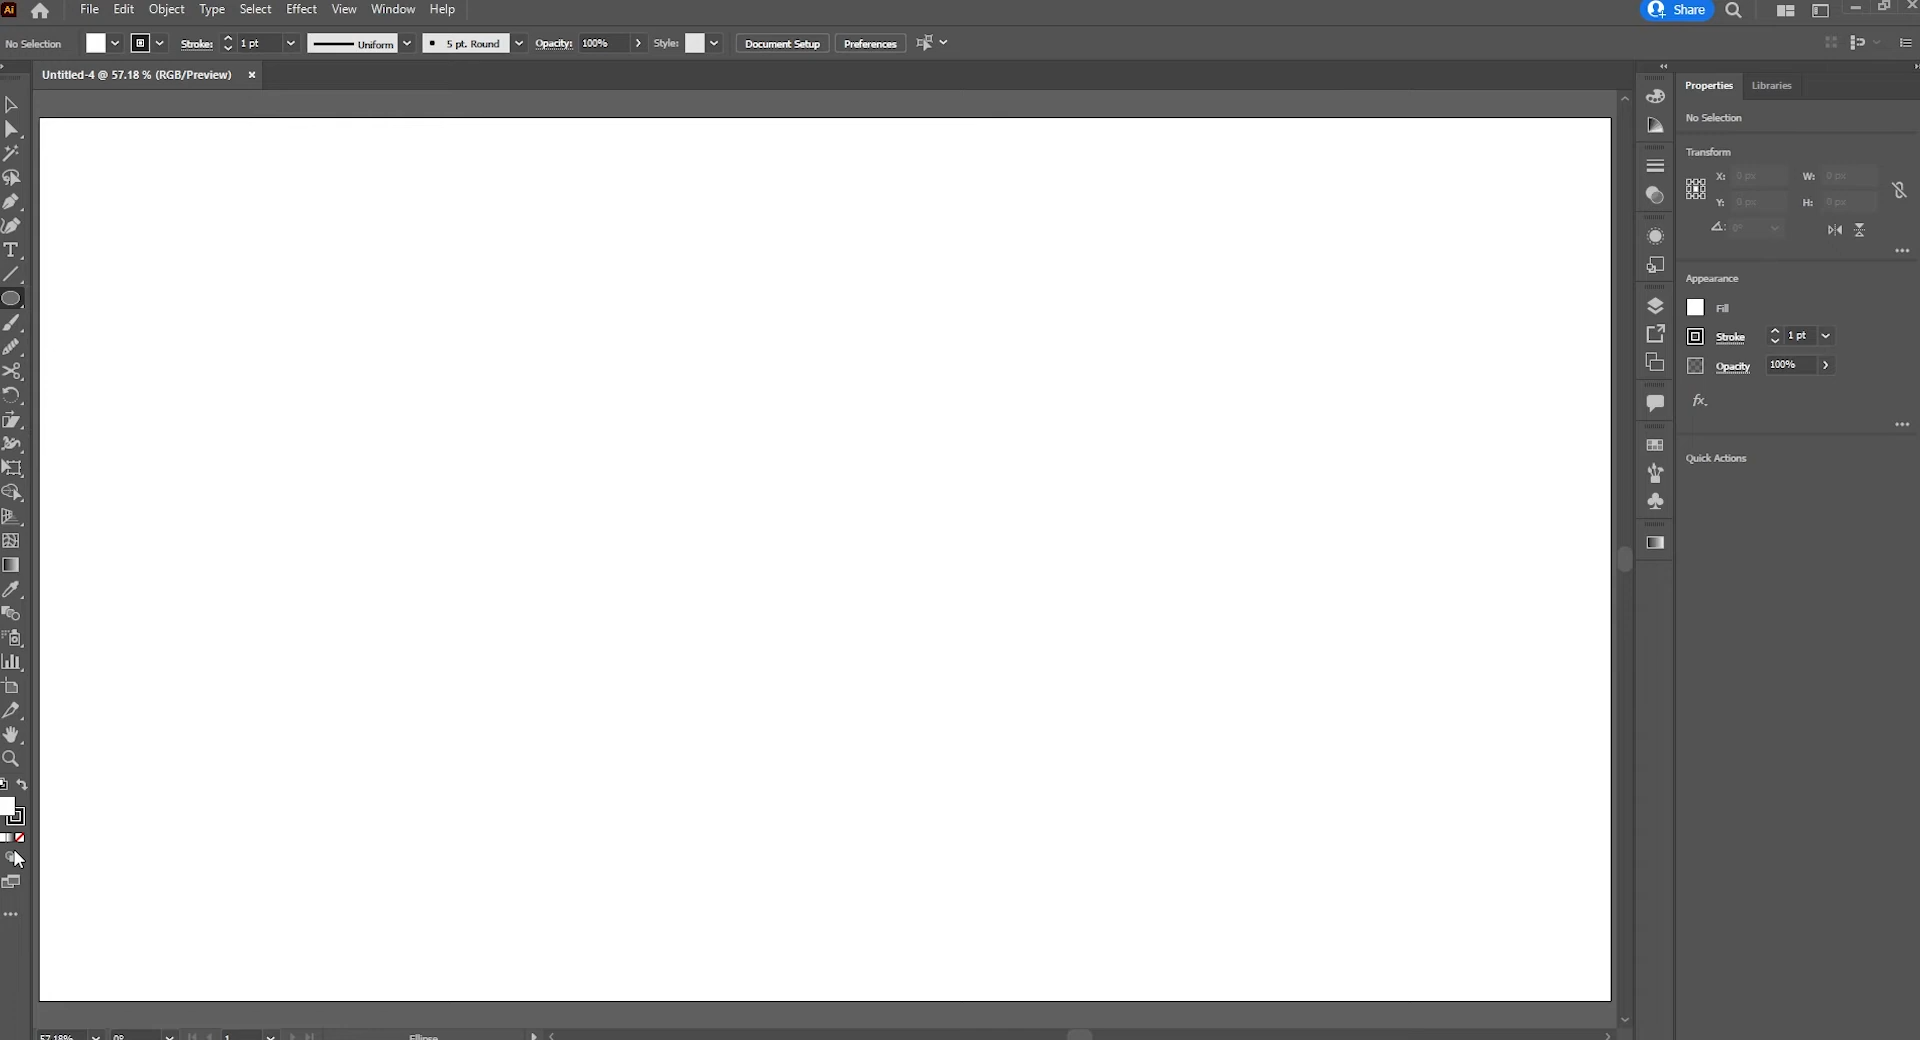 Ai File Edit Object Type Select Effect View Window Help Share
No Selection Stroke: 1 pt Uniform 5 pt. Round Opacity: 100% Style: Document Setup Preferences
Untitled-4 @ 57.18 % (RGB/Preview) ×
Properties Libraries
No Selection
Transform
X: 0 px W: 0 px
Y: 0 px H: 0 px
0°
Appearance
Fill
Stroke 1 pt
Opacity 100%
fx.
Quick Actions
57.18% 0° 1 Ellipse